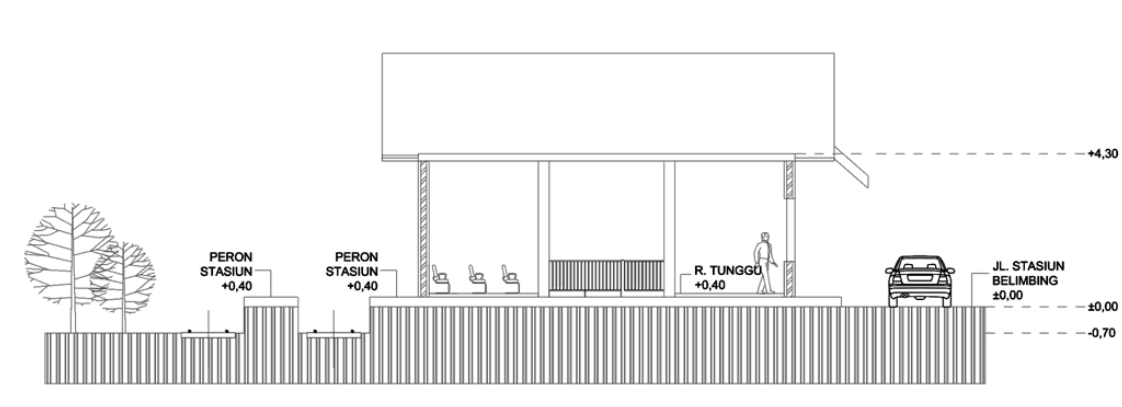 +4,30
PERON
STASIUN
+0,40
PERON
STASIUN
+0,40
R. TUNGGU
+0,40
JL. STASIUN
BELIMBING
±0,00
±0,00
-0,70